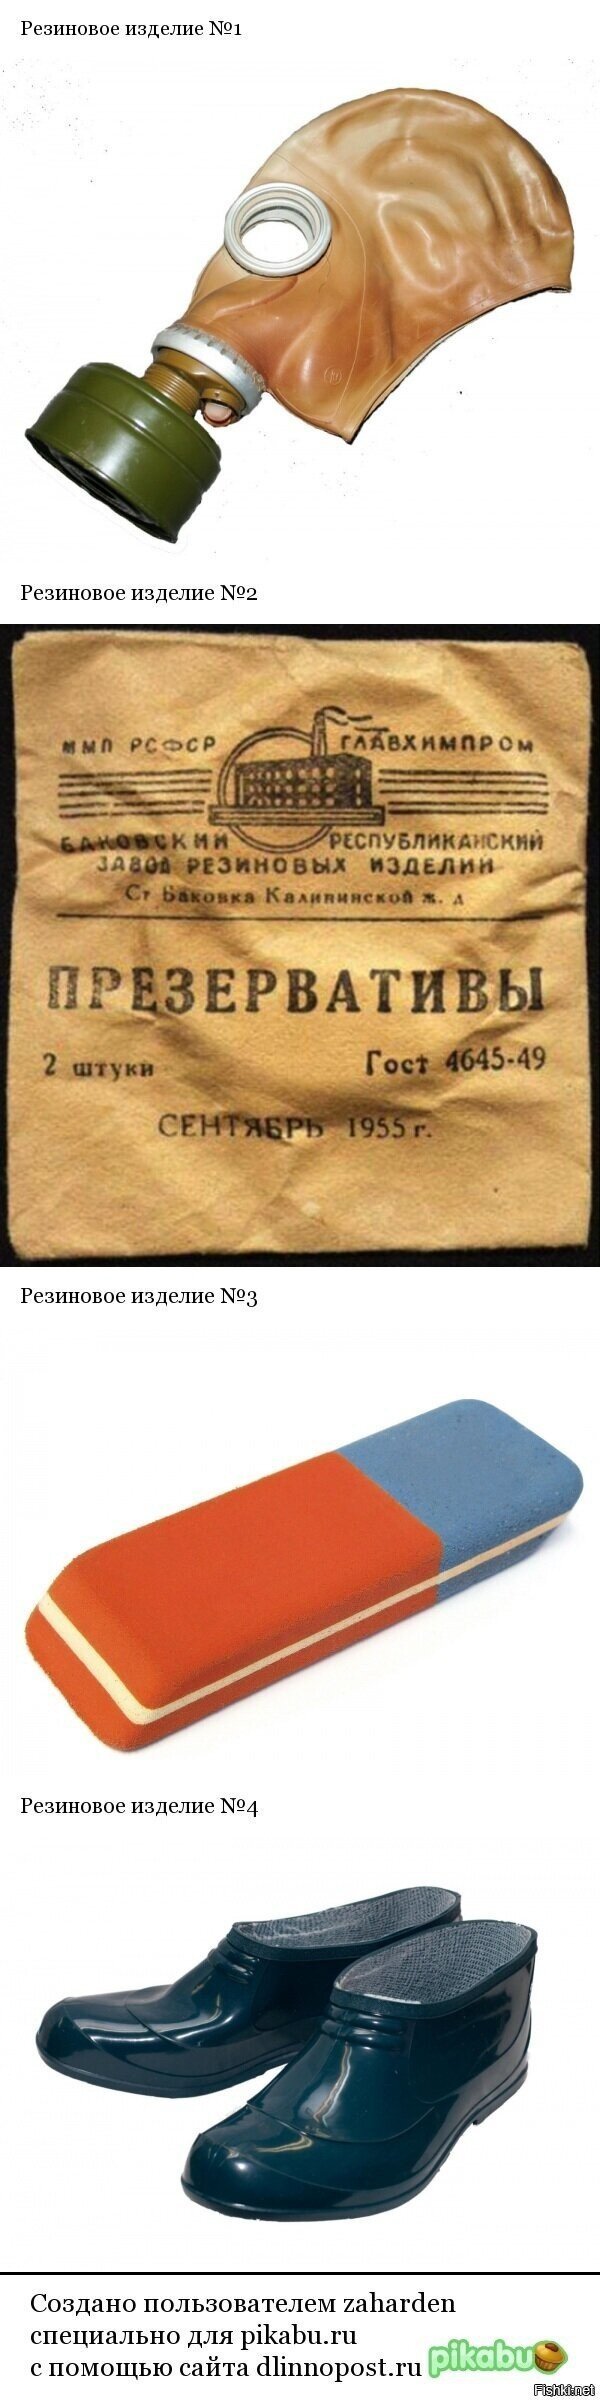 Резиновое изделие №1
Резиновое изделие №2
ММП РСФСР ГЛАВХИМПРОМ
БАКОВСКИЙ РЕСПУБЛИКАНСКИЙ
ЗАВОД РЕЗИНОВЫХ ИЗДЕЛИЙ
Ст Баковка Калининской ж. д
ПРЕЗЕРВАТИВЫ
2 штуки Гост 4645-49
СЕНТЯБРЬ 1955 г.
Резиновое изделие №3
Резиновое изделие №4
Создано пользователем zaharden
специально для pikabu.ru
с помощью сайта dlinnopost.ru pikabu
Fishki.net